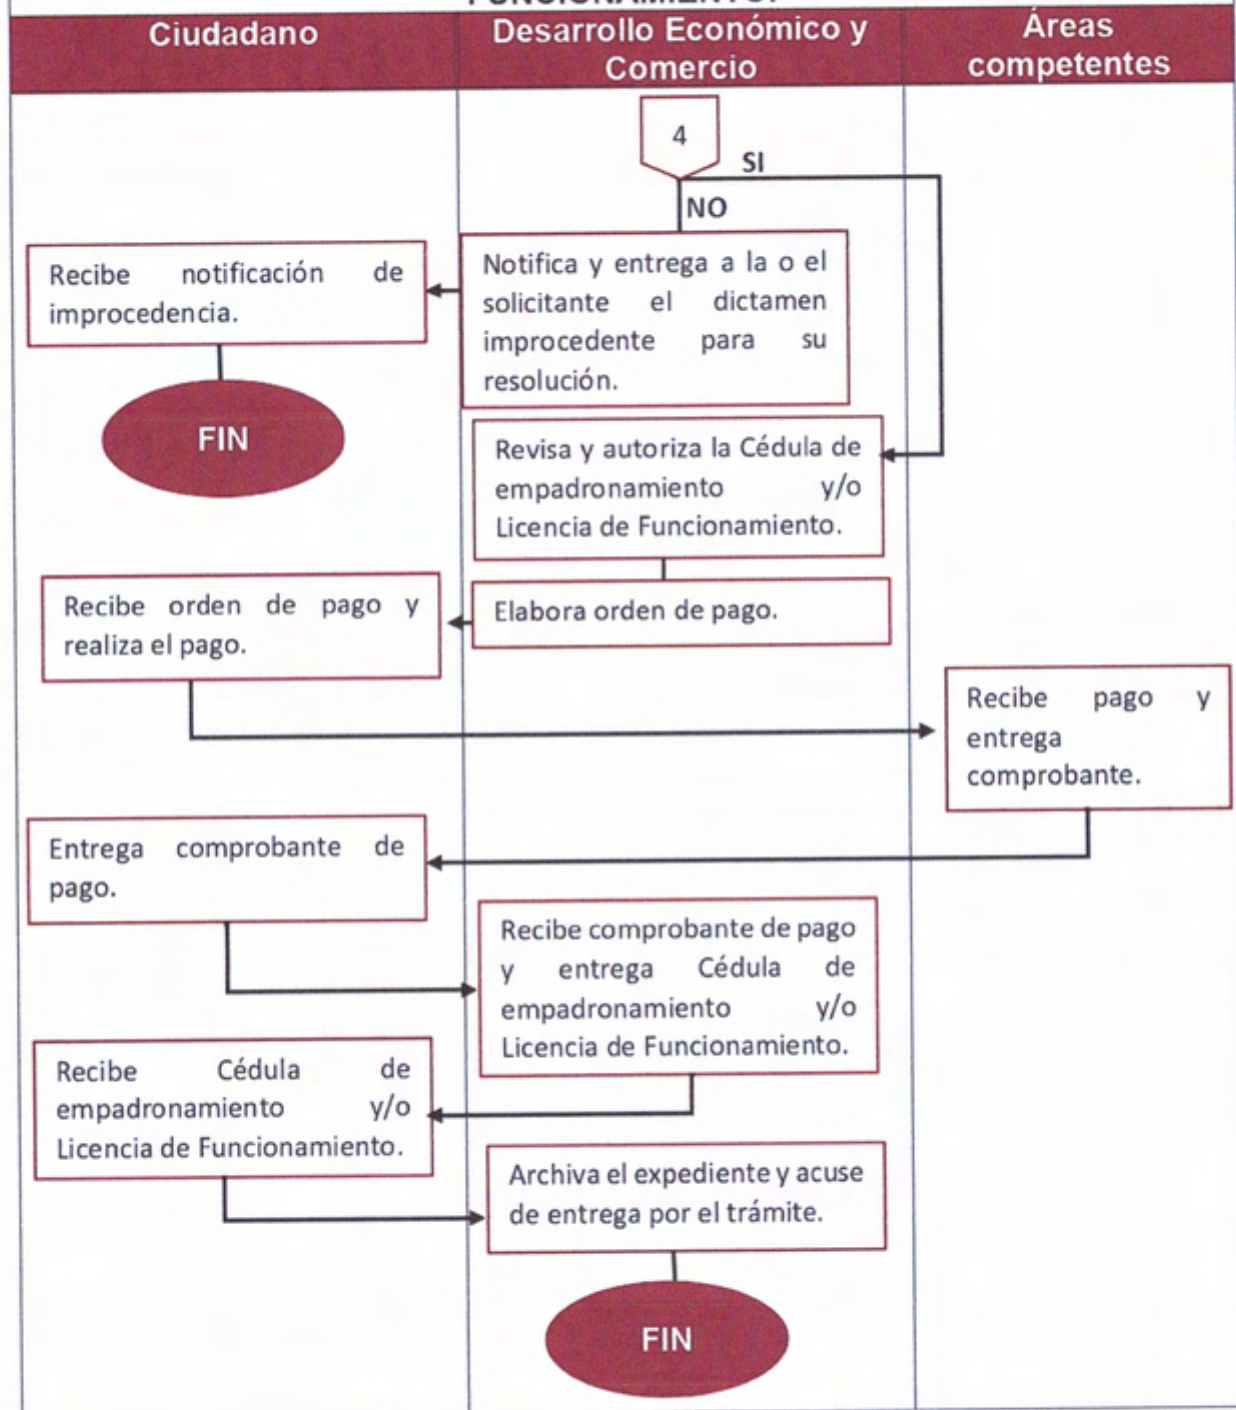 FUNCIONAMIENTO.
Ciudadano
Desarrollo Económico y
Comercio
Áreas
competentes
4
SI
NO
Recibe notificación de
improcedencia.
Notifica y entrega a la o el
solicitante el dictamen
improcedente para su
resolución.
FIN
Revisa y autoriza la Cédula de
empadronamiento y/o
Licencia de Funcionamiento.
Recibe orden de pago y
realiza el pago.
Elabora orden de pago.
Recibe pago y
entrega
comprobante.
Entrega comprobante de
pago.
Recibe comprobante de pago
y entrega Cédula de
empadronamiento y/o
Licencia de Funcionamiento.
Recibe Cédula de
empadronamiento y/o
Licencia de Funcionamiento.
Archiva el expediente y acuse
de entrega por el trámite.
FIN